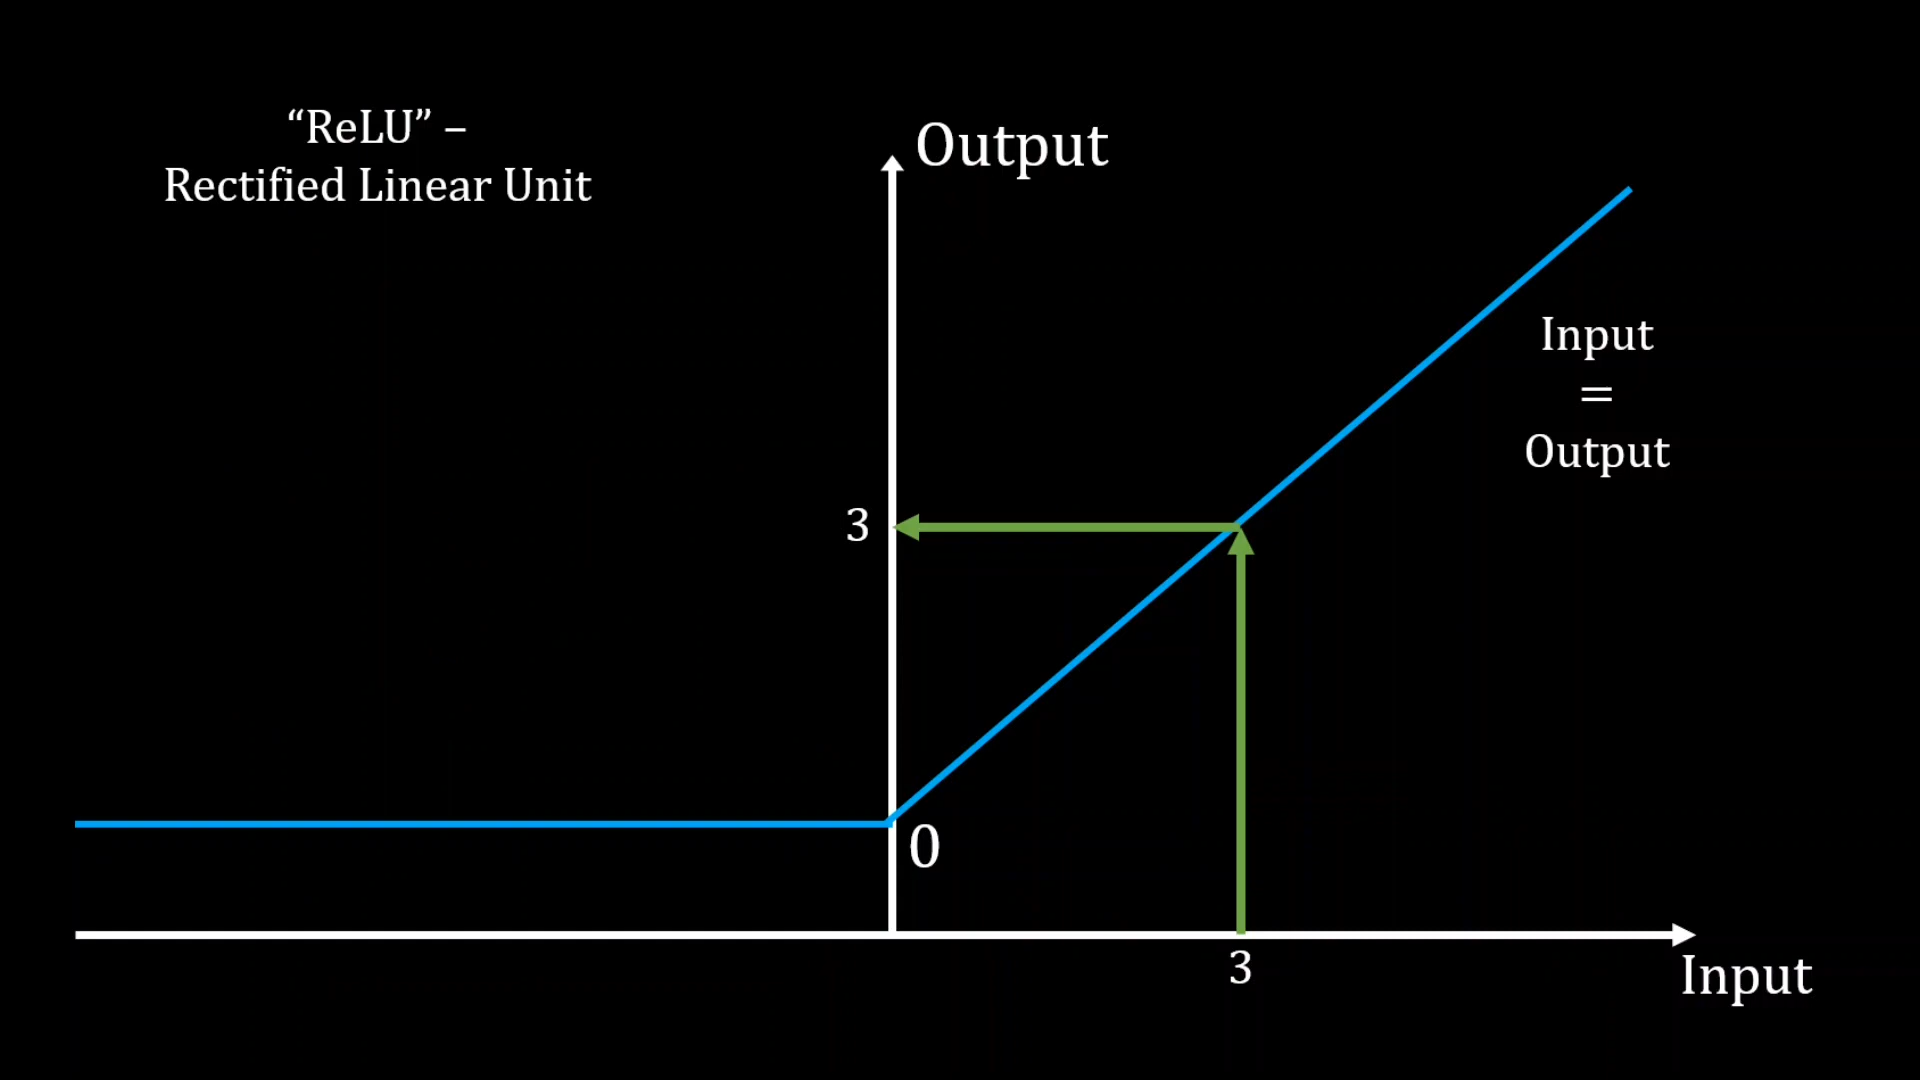 “ReLU” –
Rectified Linear Unit
Output
Input
=
Output
3
0
3
Input